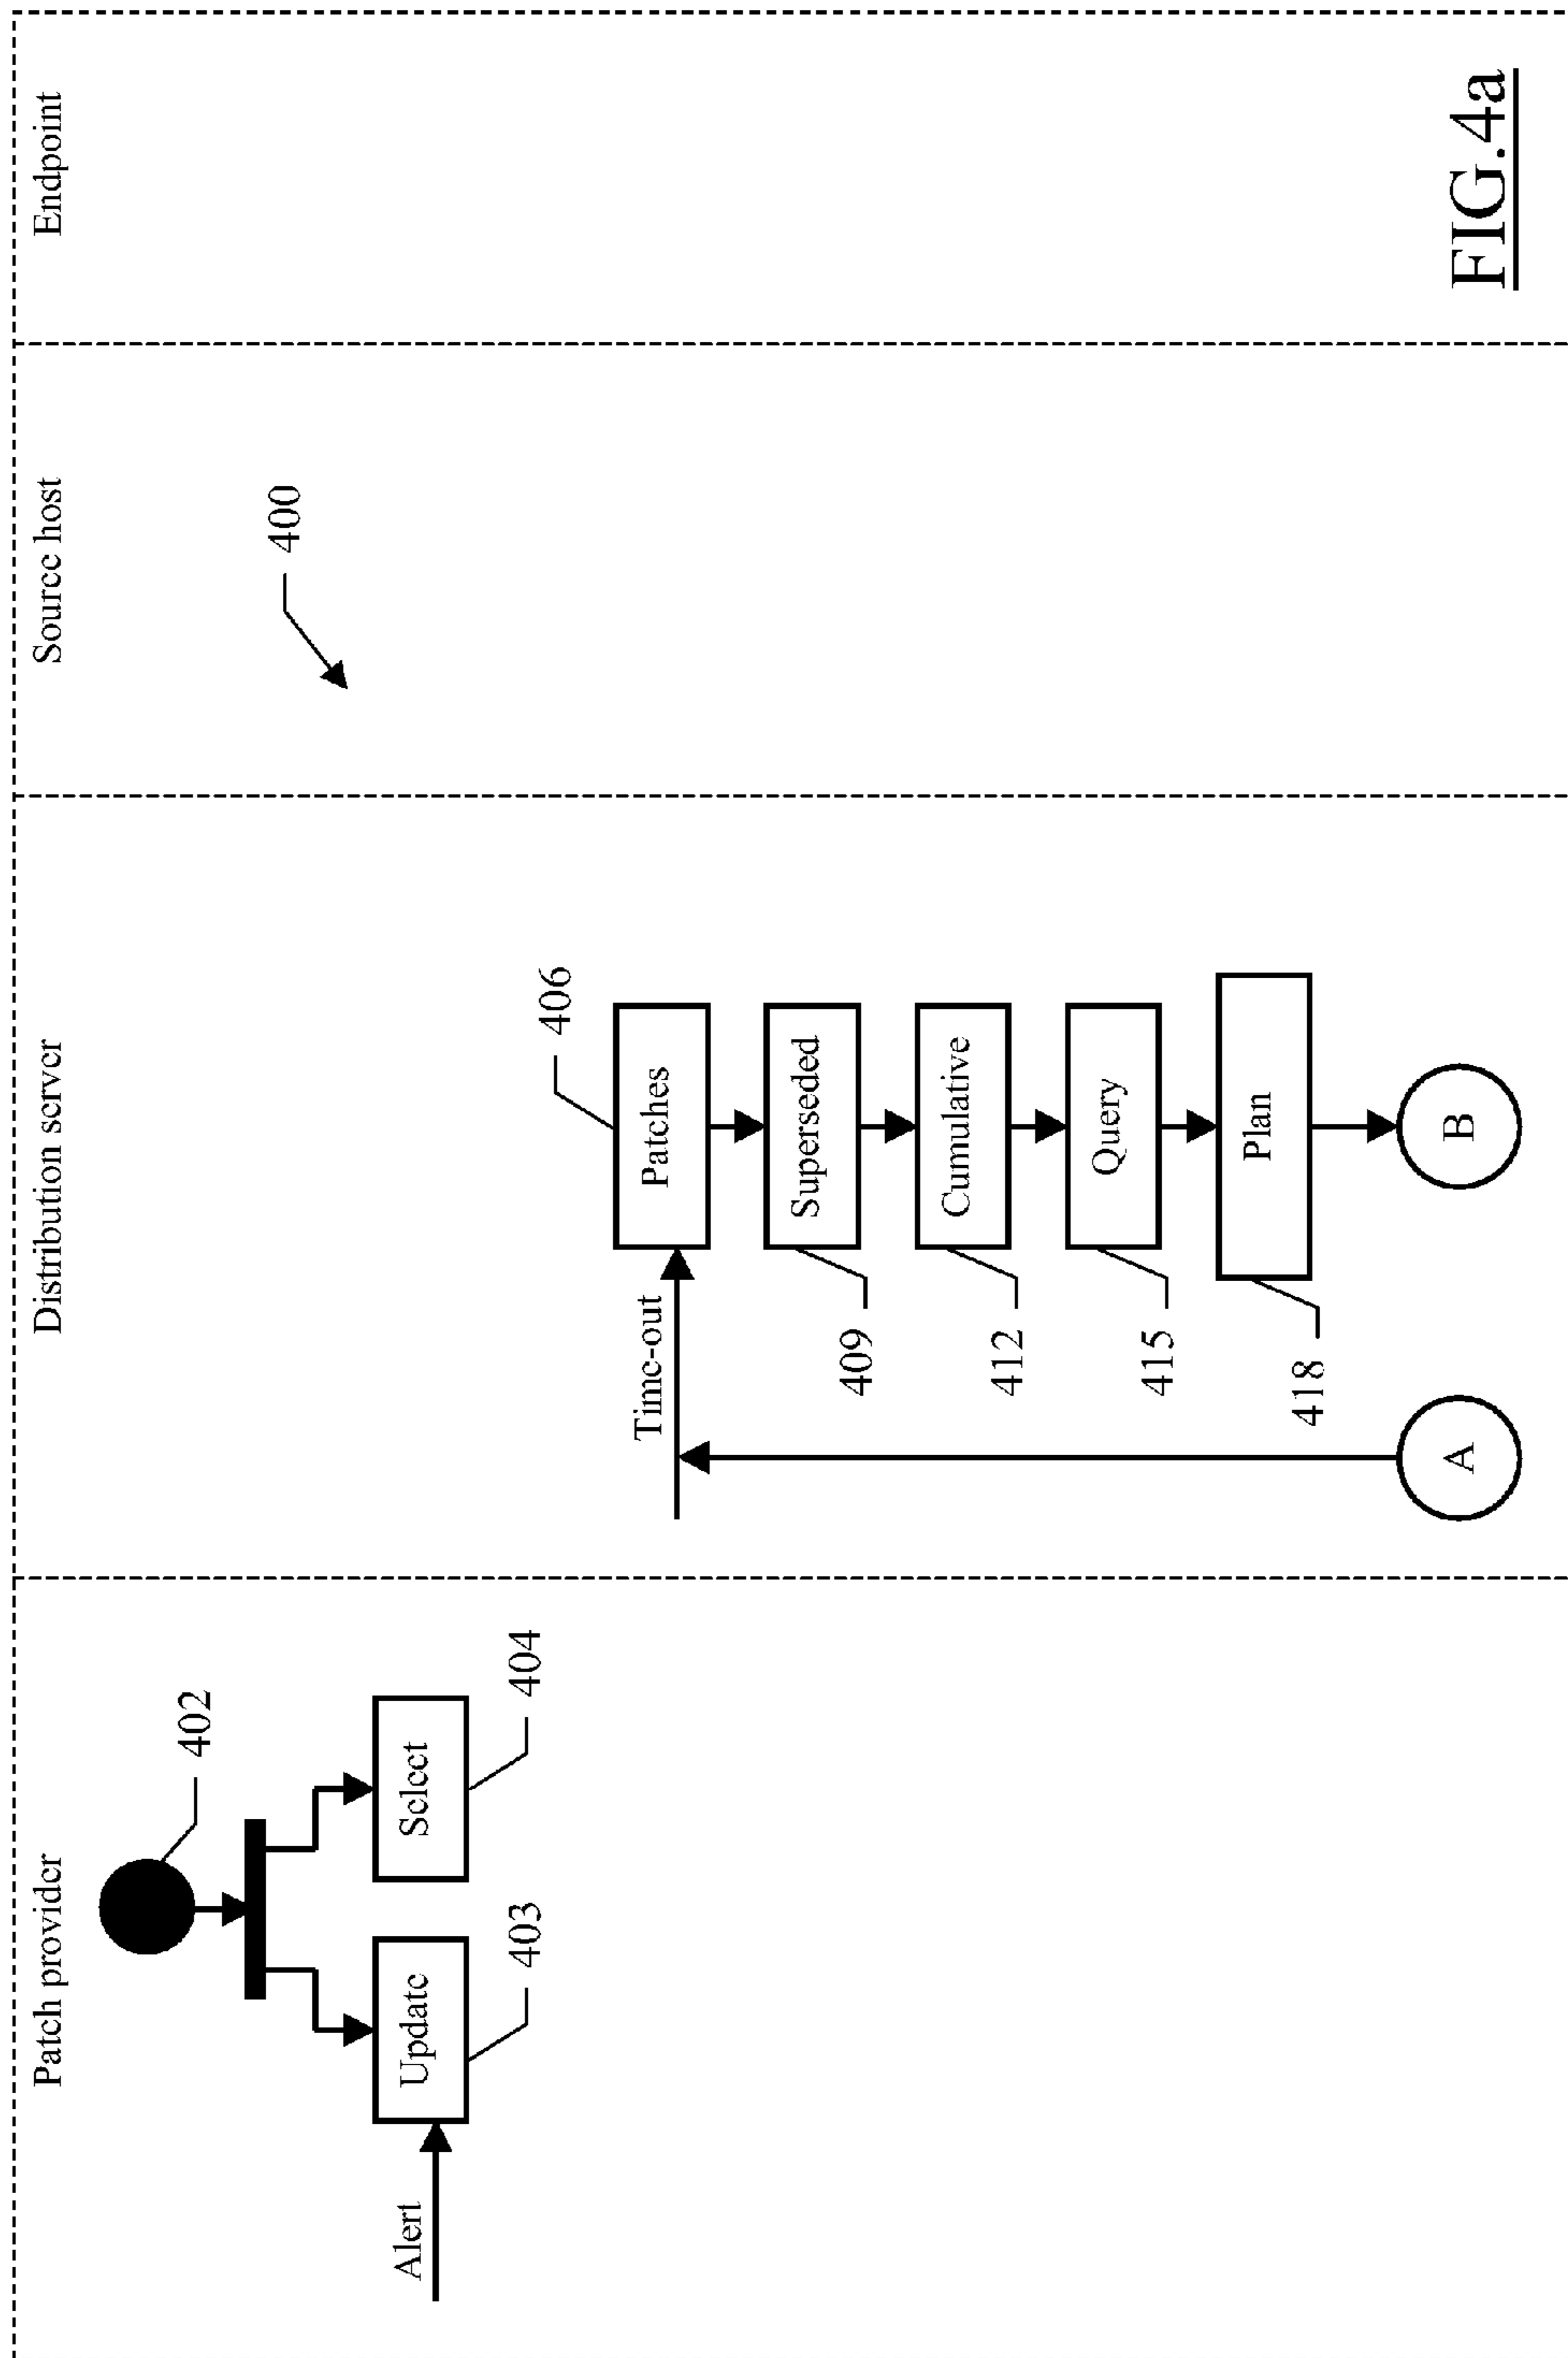 Patch provider
Distribution server
Source host
Endpoint
402
400
Alert
Update
Select
403
404
406
Time-out
Patches
Superseded
409
Cumulative
412
Query
415
Plan
418
A
B
FIG.4a